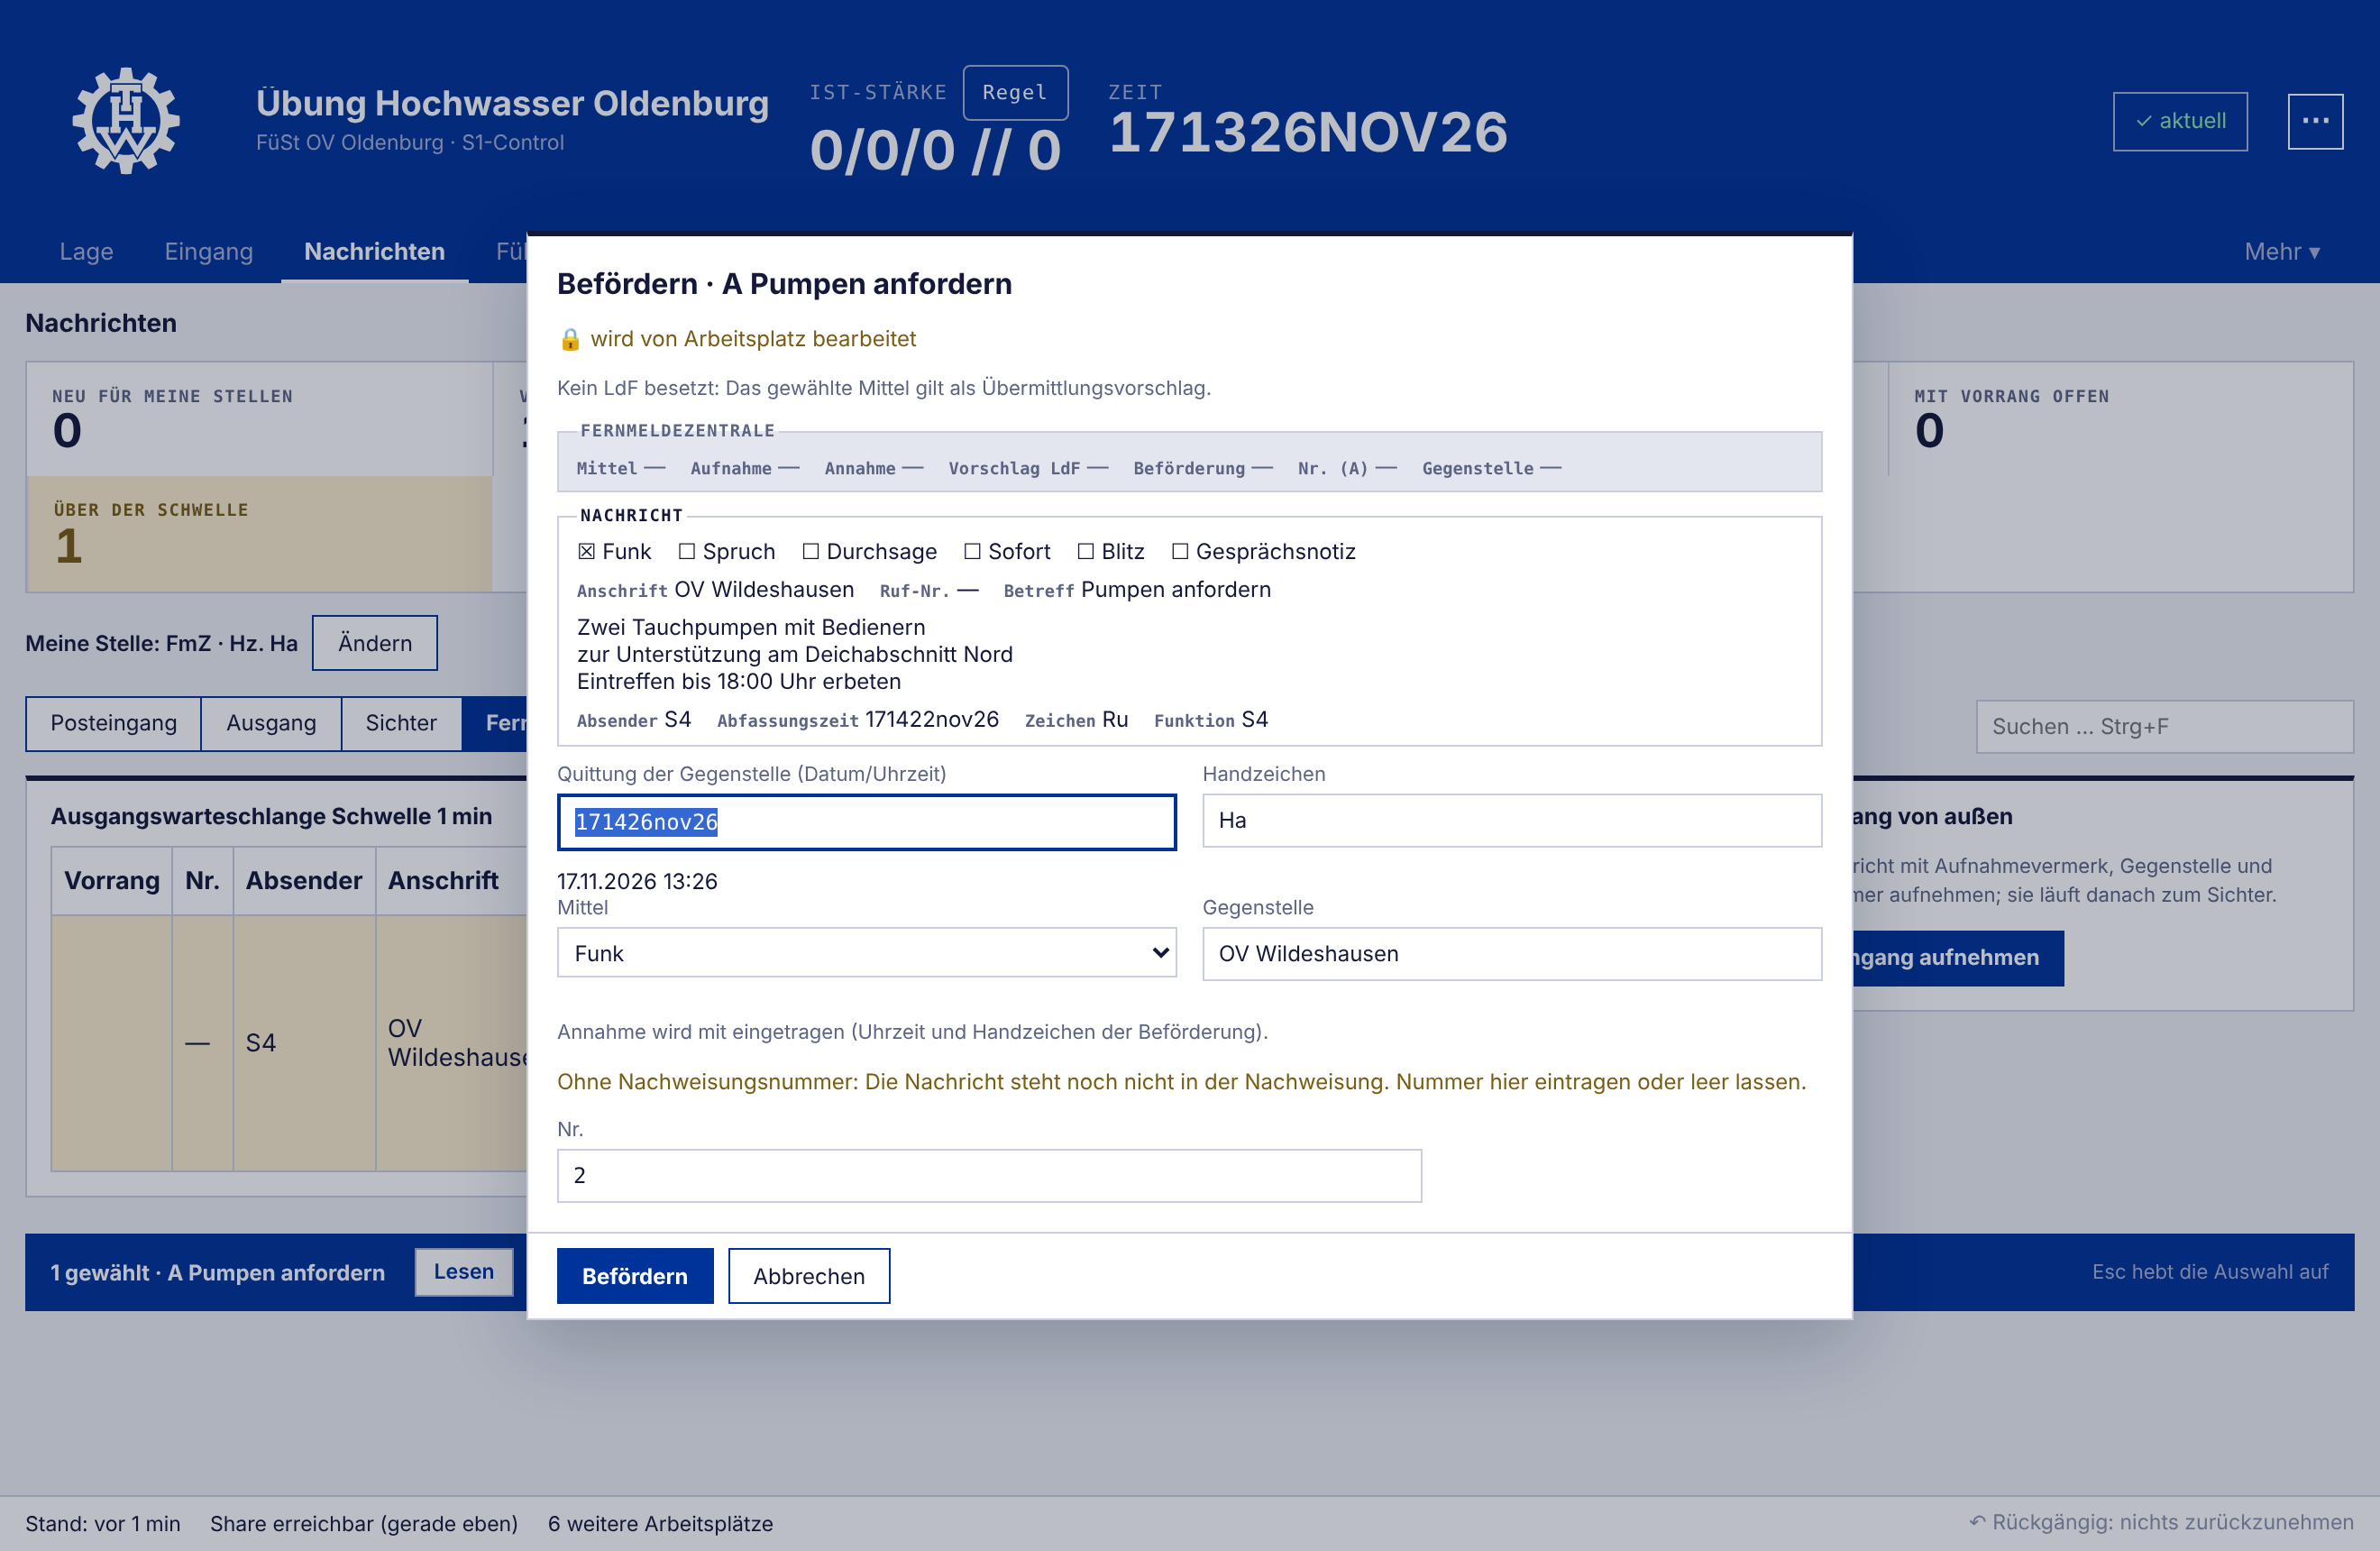 THW
Übung Hochwasser Oldenburg
FüSt OV Oldenburg · S1-Control
IST-STÄRKE Regel
0/0/0 // 0
ZEIT
171326NOV26
✓ aktuell
···
Lage Eingang Nachrichten Mehr ▾
Nachrichten
NEU FÜR MEINE STELLEN
0
MIT VORRANG OFFEN
0
ÜBER DER SCHWELLE
1
Meine Stelle: FmZ · Hz. Ha Ändern
Posteingang Ausgang Sichter
Suchen ... Strg+F
Ausgangswarteschlange Schwelle 1 min
Vorrang Nr. Absender Anschrift
— S4 OV
1 gewählt · A Pumpen anfordern Lesen
Esc hebt die Auswahl auf
von außen
mit Aufnahmevermerk, Gegenstelle und
aufnehmen; sie läuft danach zum Sichter.
aufnehmen
Befördern · A Pumpen anfordern
🔒 wird von Arbeitsplatz bearbeitet
Kein LdF besetzt: Das gewählte Mittel gilt als Übermittlungsvorschlag.
FERNMELDEZENTRALE
Mittel — Aufnahme — Annahme — Vorschlag LdF — Beförderung — Nr. (A) — Gegenstelle —
NACHRICHT
☒ Funk ☐ Spruch ☐ Durchsage ☐ Sofort ☐ Blitz ☐ Gesprächsnotiz
Anschrift OV Wildeshausen Ruf-Nr. — Betreff Pumpen anfordern
Zwei Tauchpumpen mit Bedienern
zur Unterstützung am Deichabschnitt Nord
Eintreffen bis 18:00 Uhr erbeten
Absender S4 Abfassungszeit 171422nov26 Zeichen Ru Funktion S4
Quittung der Gegenstelle (Datum/Uhrzeit) Handzeichen
171426nov26 Ha
17.11.2026 13:26
Mittel Gegenstelle
Funk OV Wildeshausen
Annahme wird mit eingetragen (Uhrzeit und Handzeichen der Beförderung).
Ohne Nachweisungsnummer: Die Nachricht steht noch nicht in der Nachweisung. Nummer hier eintragen oder leer lassen.
Nr.
2
Befördern Abbrechen
Stand: vor 1 min Share erreichbar (gerade eben) 6 weitere Arbeitsplätze
↶ Rückgängig: nichts zurückzunehmen